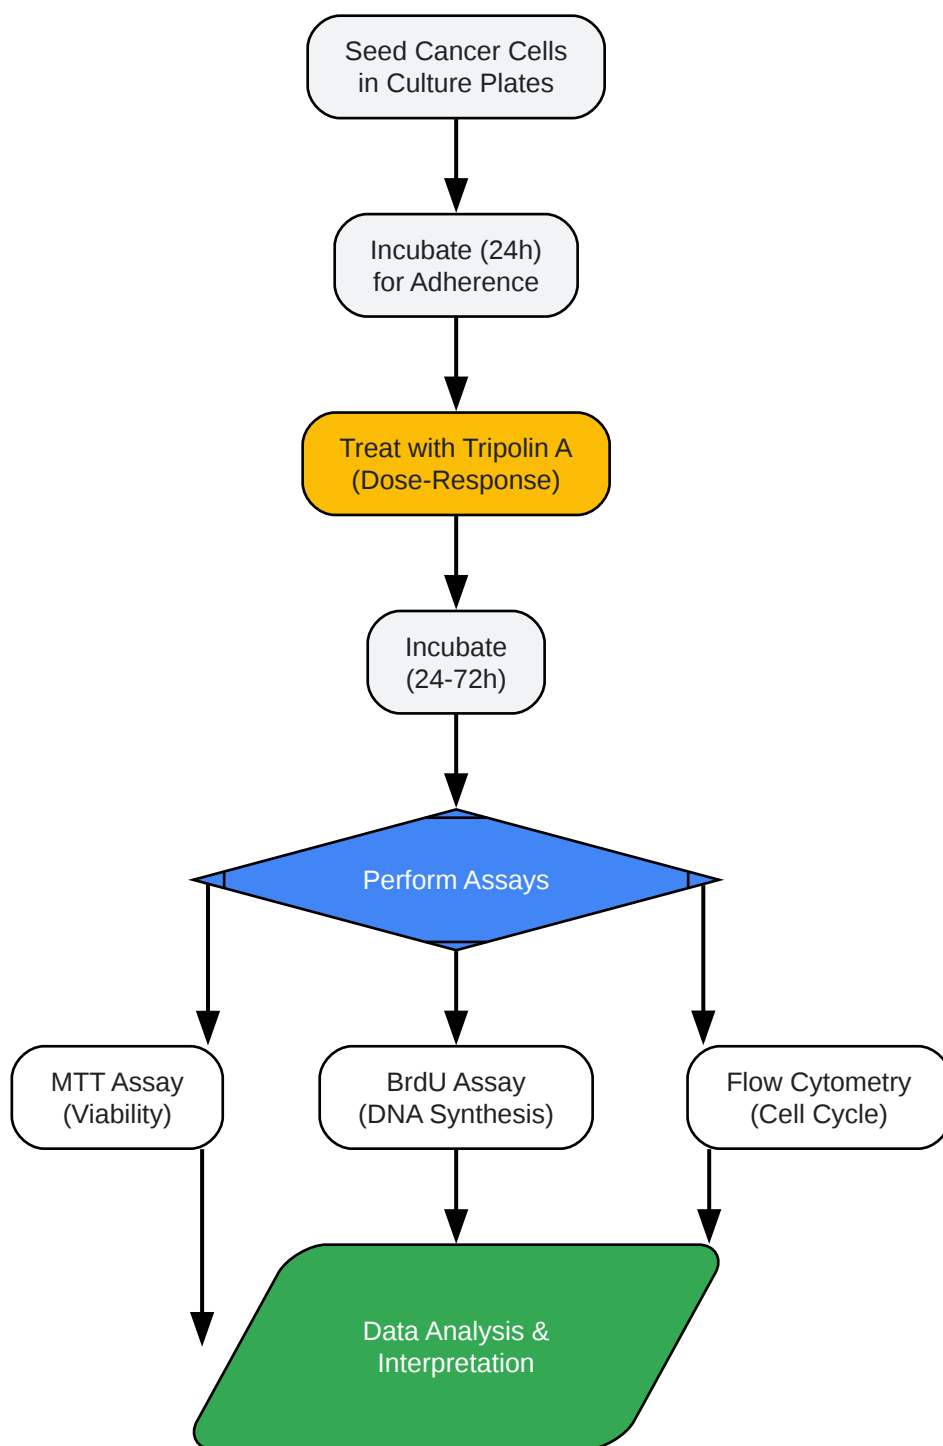 Seed Cancer Cells
in Culture Plates
Incubate (24h)
for Adherence
Treat with Tripolin A
(Dose-Response)
Incubate
(24-72h)
Perform Assays
MTT Assay
(Viability)
BrdU Assay
(DNA Synthesis)
Flow Cytometry
(Cell Cycle)
Data Analysis &
Interpretation